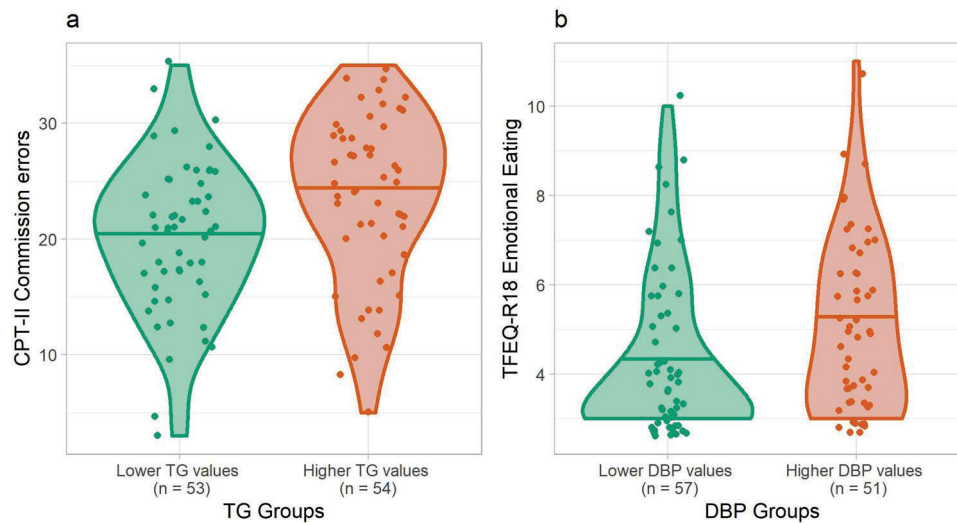 a
CPT-II Commission errors
30
20
10
Lower TG values
(n = 53)
Higher TG values
(n = 54)
TG Groups
b
TFEQ-R18 Emotional Eating
10
8
6
4
Lower DBP values
(n = 57)
Higher DBP values
(n = 51)
DBP Groups